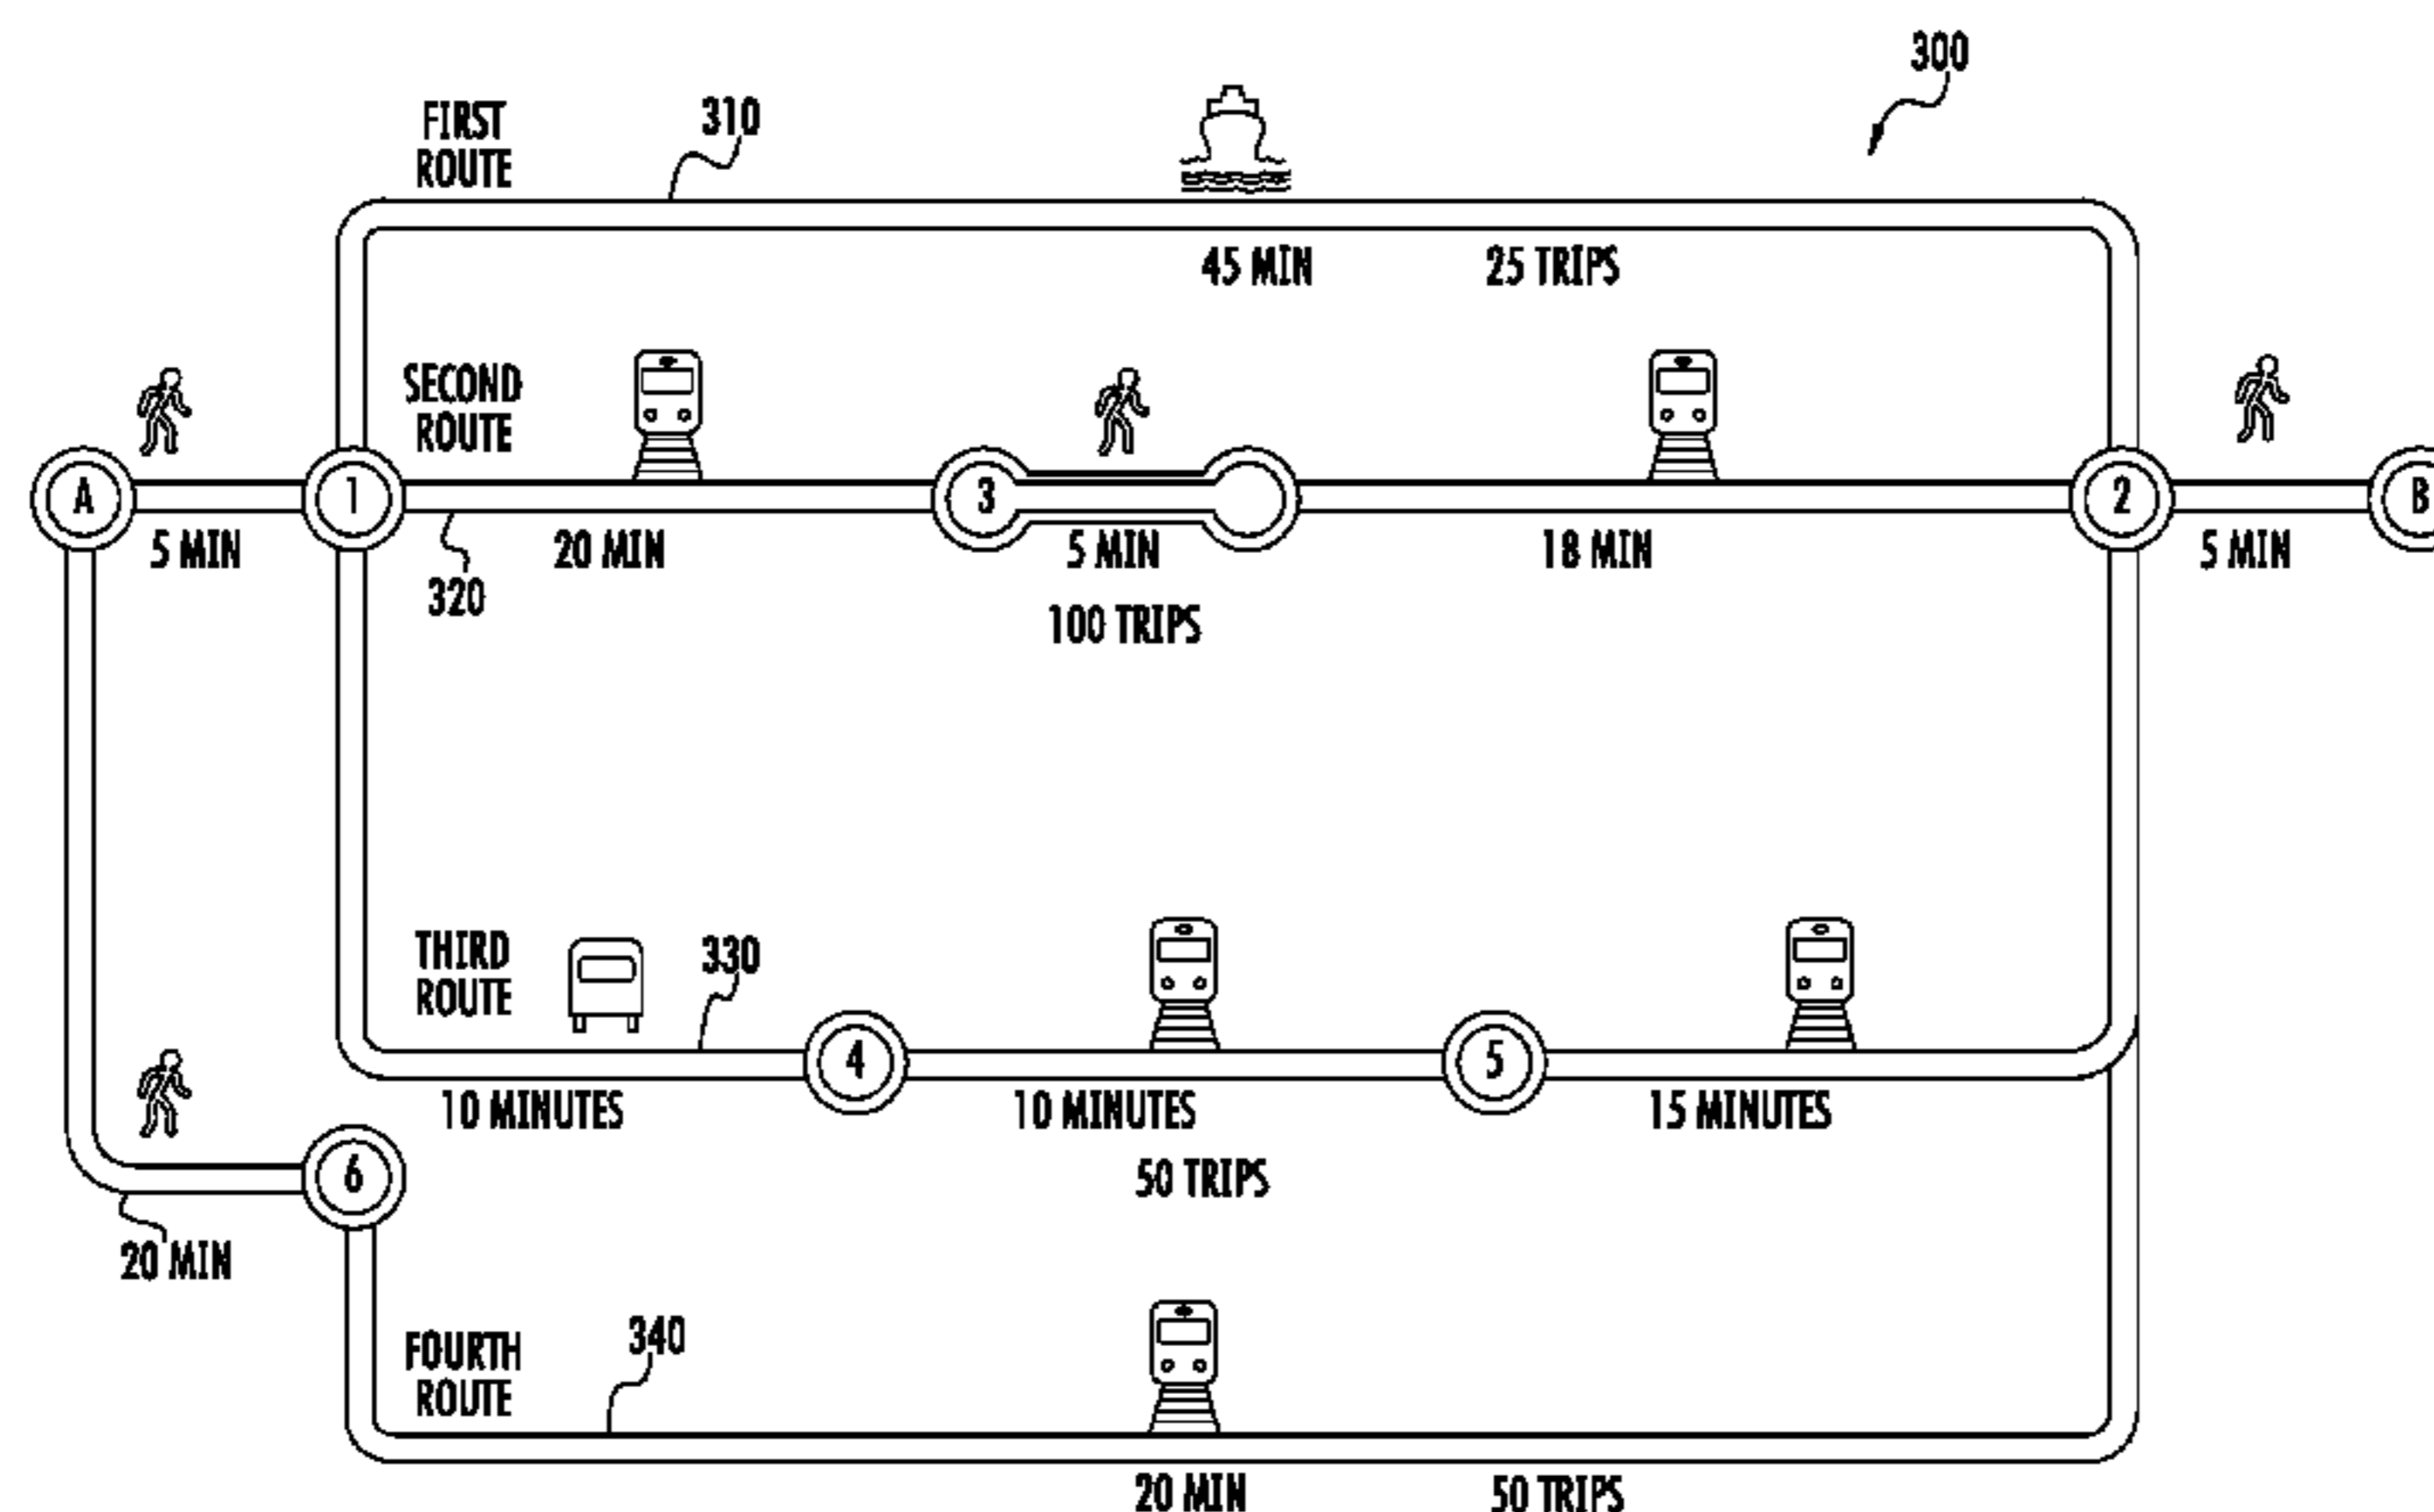 300
FIRST
ROUTE
310
45 MIN
25 TRIPS
SECOND
ROUTE
A
1
3
2
B
5 MIN
20 MIN
5 MIN
18 MIN
5 MIN
320
100 TRIPS
THIRD
ROUTE
330
4
5
10 MINUTES
10 MINUTES
15 MINUTES
50 TRIPS
6
20 MIN
FOURTH
ROUTE
340
20 MIN
50 TRIPS